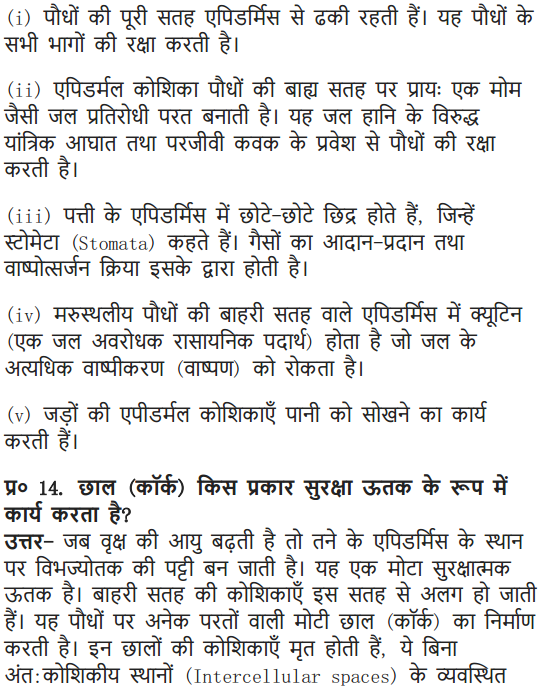 (i) पौधों की पूरी सतह एपिडर्मिस से ढकी रहती हैं। यह पौधों के
सभी भागों की रक्षा करती है।
(ii) एपिडर्मल कोशिका पौधों की बाह्य सतह पर प्रायः एक मोम
जैसी जल प्रतिरोधी परत बनाती है। यह जल हानि के विरुद्ध
यांत्रिक आघात तथा परजीवी कवक के प्रवेश से पौधों की रक्षा
करती है।
(iii) पत्ती के एपिडर्मिस में छोटे-छोटे छिद्र होते हैं, जिन्हें
स्टोमेटा (Stomata) कहते हैं। गैसों का आदान-प्रदान तथा
वाष्पोत्सर्जन क्रिया इसके द्वारा होती है।
(iv) मरुस्थलीय पौधों की बाहरी सतह वाले एपिडर्मिस में क्यूटिन
(एक जल अवरोधक रासायनिक पदार्थ) होता है जो जल के
अत्यधिक वाष्पीकरण (वाष्पण) को रोकता है।
(v) जड़ों की एपीडर्मल कोशिकाएँ पानी को सोखने का कार्य
करती हैं।
प्र० 14. छाल (कॉर्क) किस प्रकार सुरक्षा ऊतक के रूप में
कार्य करता है?
उत्तर- जब वृक्ष की आयु बढ़ती है तो तने के एपिडर्मिस के स्थान
पर विभज्योतक की पट्टी बन जाती है। यह एक मोटा सुरक्षात्मक
ऊतक है। बाहरी सतह की कोशिकाएँ इस सतह से अलग हो जाती
हैं। यह पौधों पर अनेक परतों वाली मोटी छाल (कॉर्क) का निर्माण
करती है। इन छालों की कोशिकाएँ मृत होती हैं, ये बिना
अंत:कोशिकीय स्थानों (Intercellular spaces) के व्यवस्थित